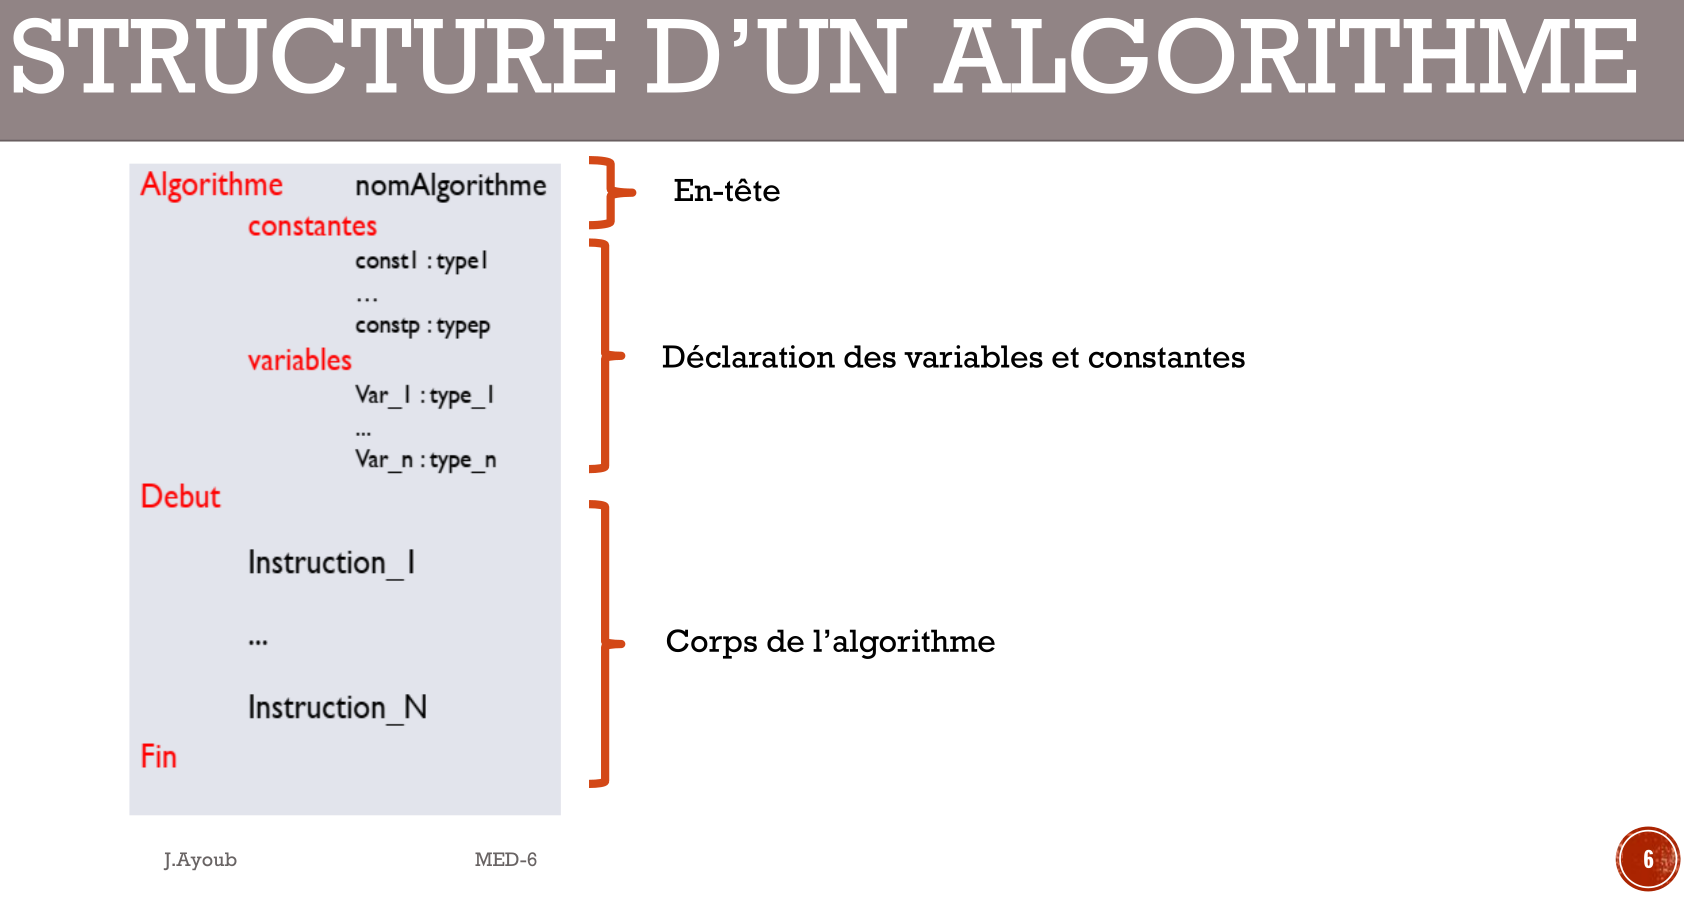 STRUCTURE D’UN ALGORITHME
Algorithme nomAlgorithme
En-tête
constantes
const1 : type1
…
constp : typep
variables
Déclaration des variables et constantes
Var_1 : type_1
...
Var_n : type_n
Debut
Instruction_1
...
Corps de l’algorithme
Instruction_N
Fin
J.Ayoub
MED-6
6